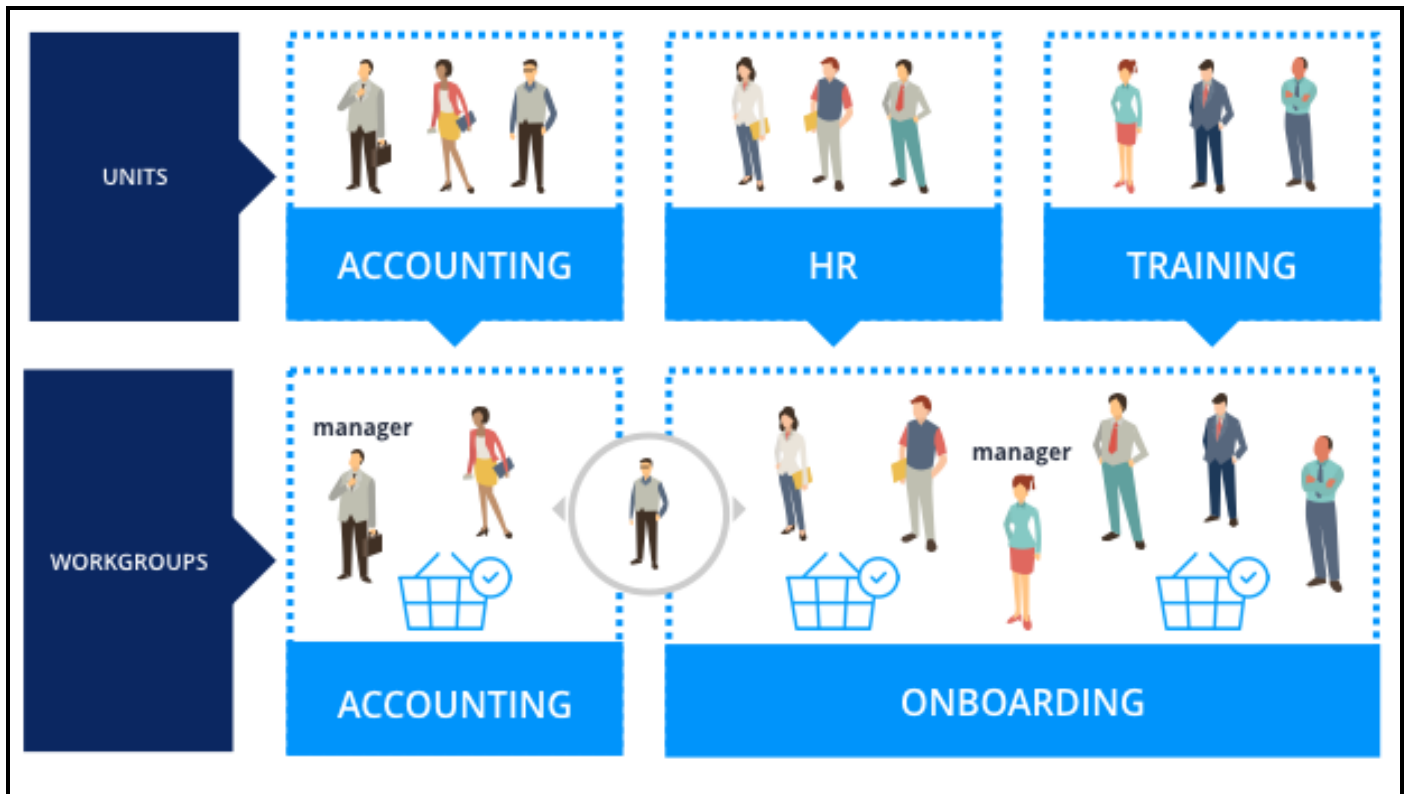 UNITS
ACCOUNTING
HR
TRAINING
WORKGROUPS
manager
manager
ACCOUNTING
ONBOARDING